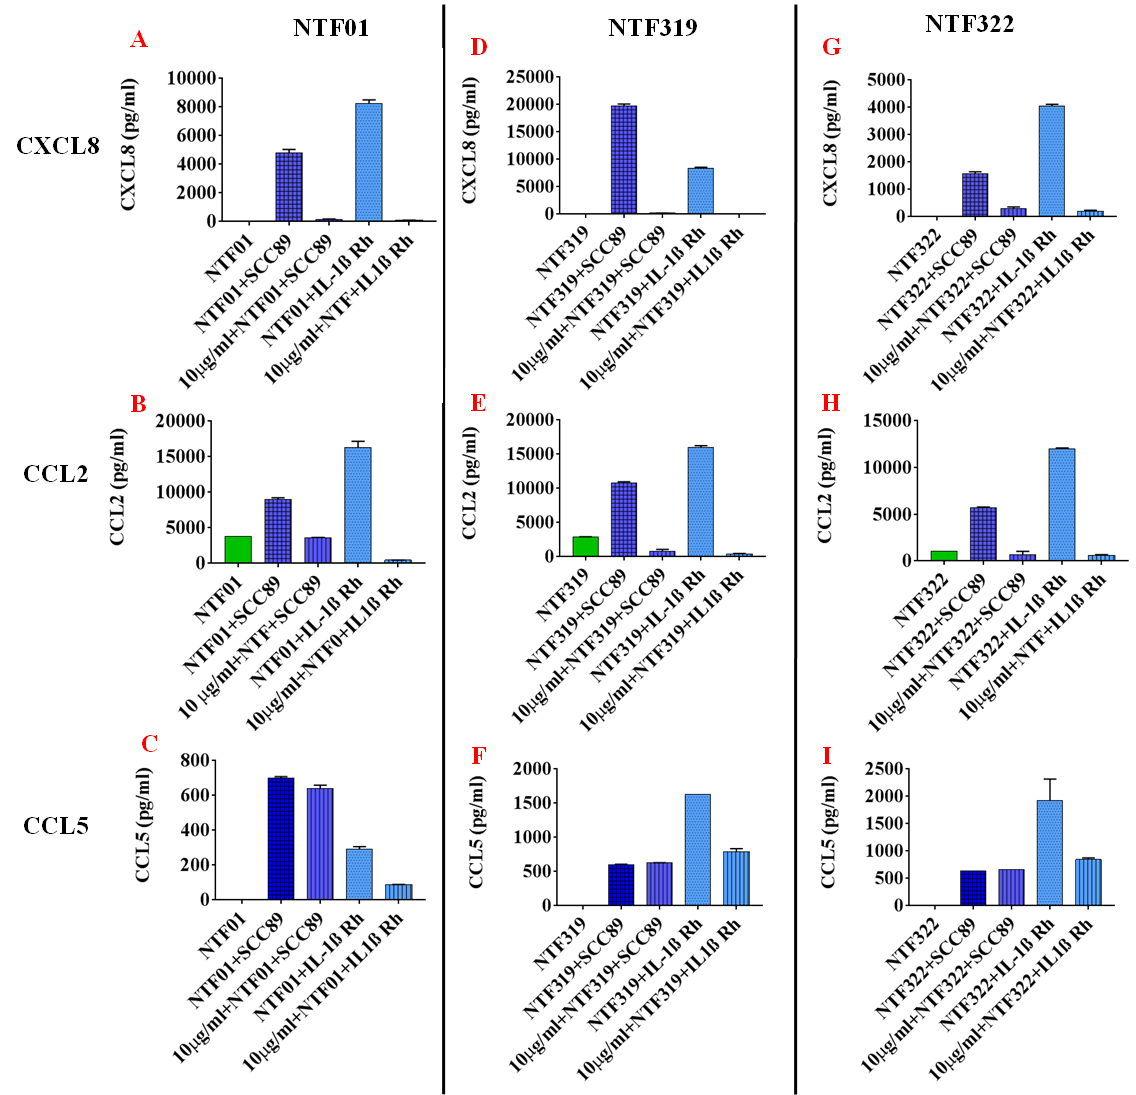 NTF01
NTF319
NTF322
CXCL8
CCL2
CCL5
A
CXCL8 (pg/ml)
10000
8000
6000
4000
2000
0
NTF01
NTF01+SCC89
10µg/ml+NTF01+SCC89
NTF01+IL-1ß Rh
10µg/ml+NTF+IL1ß Rh
D
CXCL8 (pg/ml)
25000
20000
15000
10000
5000
0
NTF319
NTF319+SCC89
10µg/ml+NTF319+SCC89
NTF319+IL-1ß Rh
10µg/ml+NTF319+IL1ß Rh
G
CXCL8 (pg/ml)
5000
4000
3000
2000
1000
0
NTF322
NTF322+SCC89
10µg/ml+NTF322+SCC89
NTF322+IL-1ß Rh
10µg/ml+NTF322+IL1ß Rh
B
CCL2 (pg/ml)
20000
15000
10000
5000
0
NTF01
NTF01+SCC89
10 µg/ml+NTF+SCC89
NTF01+IL-1ß Rh
10µg/ml+NTF0+IL1ß Rh
E
CCL2 (pg/ml)
20000
15000
10000
5000
0
NTF319
NTF319+SCC89
10µg/ml+NTF319+SCC89
NTF319+IL-1ß Rh
10µg/ml+NTF319+IL1ß Rh
H
CCL2 (pg/ml)
15000
10000
5000
0
NTF322
NTF322+SCC89
10µg/ml+NTF322+SCC89
NTF322+IL-1ß Rh
10µg/ml+NTF+IL1ß Rh
C
CCL5 (pg/ml)
800
600
400
200
0
NTF01
NTF01+SCC89
10µg/ml+NTF01+SCC89
NTF01+IL-1ß Rh
10µg/ml+NTF01+IL1ß Rh
F
CCL5 (pg/ml)
2000
1500
1000
500
0
NTF319
NTF319+SCC89
10µg/ml+NTF319+SCC89
NTF319+IL-1ß Rh
10µg/ml+NTF319+IL1ß Rh
I
CCL5 (pg/ml)
2500
2000
1500
1000
500
0
NTF322
NTF322+SCC89
10µg/ml+NTF322+SCC89
NTF322+IL-1ß Rh
10µg/ml+NTF322+IL1ß Rh